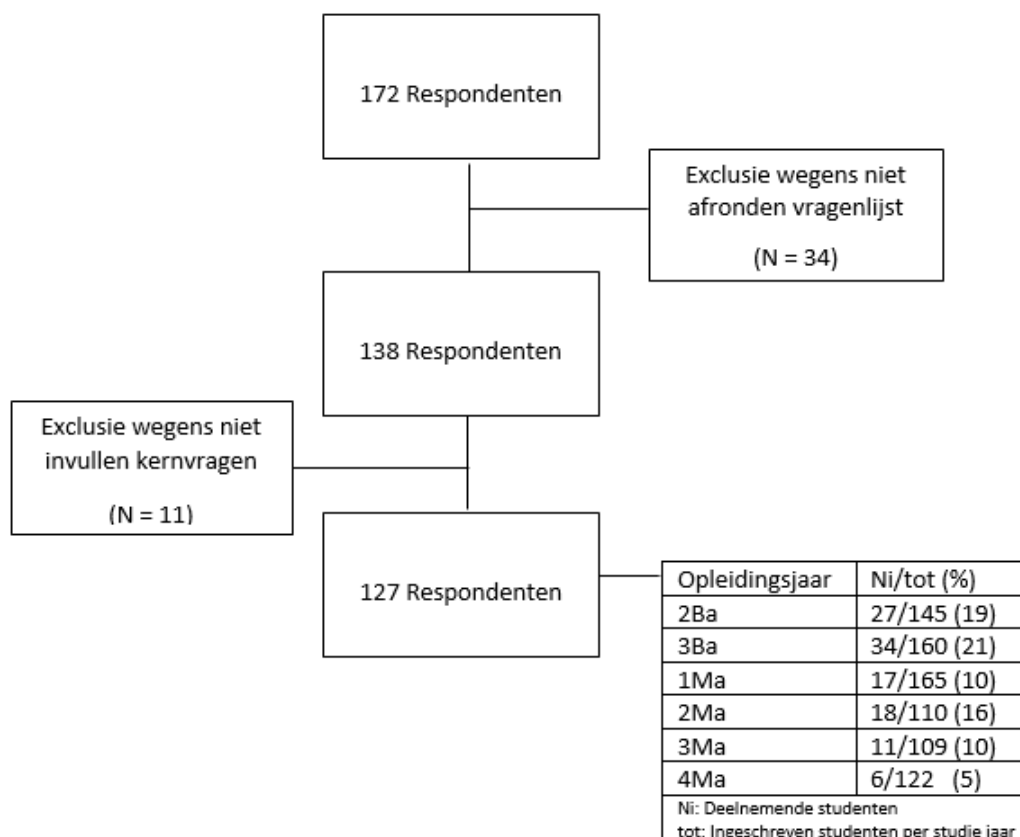 172 Respondenten
Exclusie wegens niet
afronden vragenlijst
(N = 34)
138 Respondenten
Exclusie wegens niet
invullen kernvragen
(N = 11)
127 Respondenten
Opleidingsjaar Ni/tot (%)
2Ba 27/145 (19)
3Ba 34/160 (21)
1Ma 17/165 (10)
2Ma 18/110 (16)
3Ma 11/109 (10)
4Ma 6/122 (5)
Ni: Deelnemende studenten
tot: Ingeschreven studenten per studie jaar